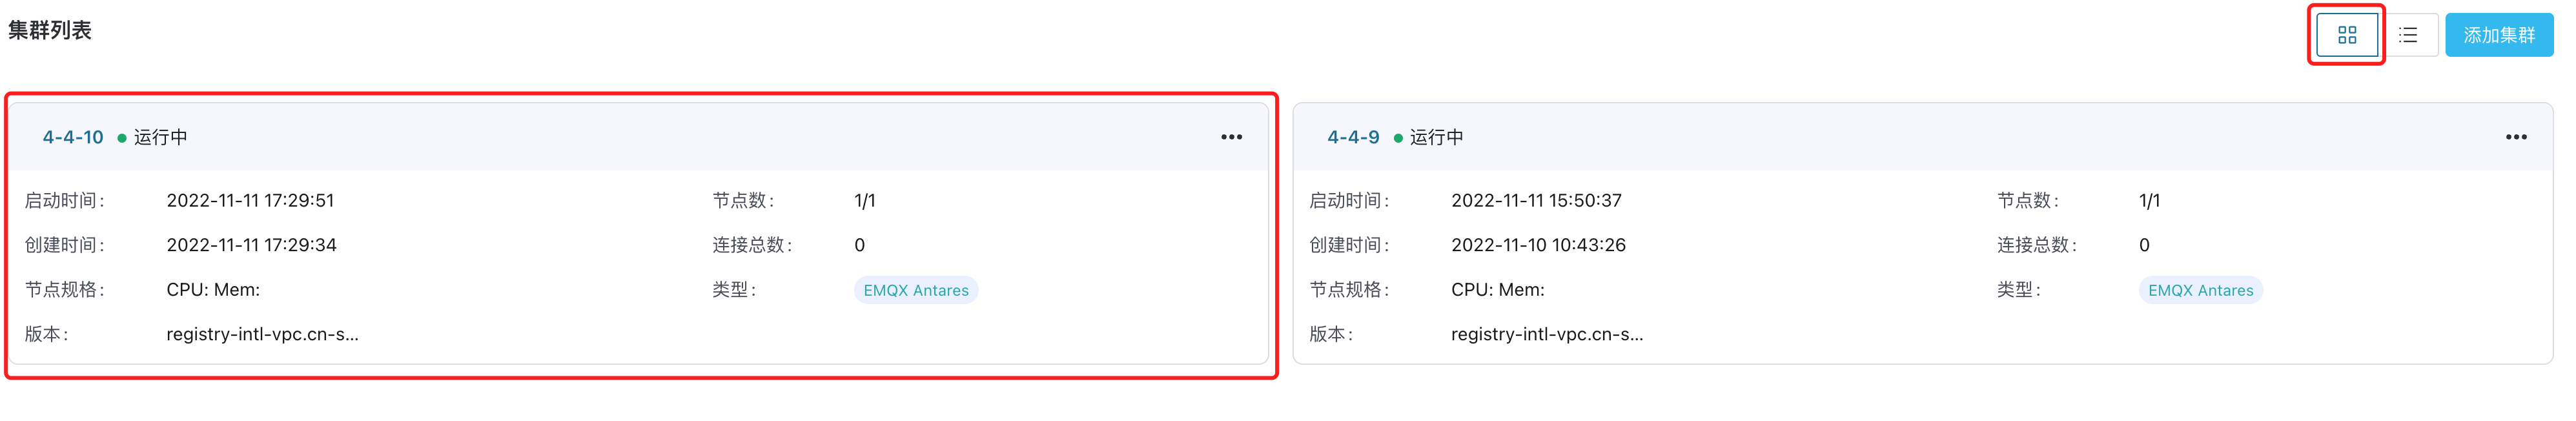 集群列表
添加集群
4-4-10 运行中 •••
启动时间: 2022-11-11 17:29:51 节点数: 1/1
创建时间: 2022-11-11 17:29:34 连接总数: 0
节点规格: CPU: Mem: 类型: EMQX Antares
版本: registry-intl-vpc.cn-s...
4-4-9 运行中 •••
启动时间: 2022-11-11 15:50:37 节点数: 1/1
创建时间: 2022-11-10 10:43:26 连接总数: 0
节点规格: CPU: Mem: 类型: EMQX Antares
版本: registry-intl-vpc.cn-s...